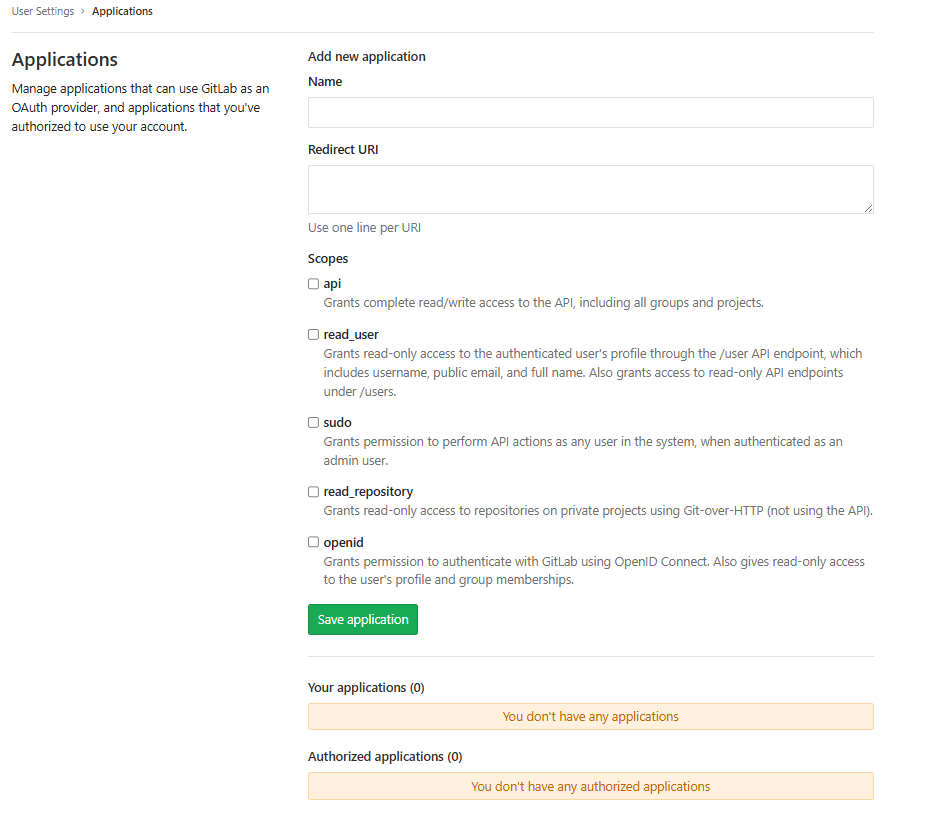 User Settings › Applications
Applications
Manage applications that can use GitLab as an
OAuth provider, and applications that you've
authorized to use your account.
Add new application
Name
Redirect URI
Use one line per URI
Scopes
api
Grants complete read/write access to the API, including all groups and projects.
read_user
Grants read-only access to the authenticated user's profile through the /user API endpoint, which
includes username, public email, and full name. Also grants access to read-only API endpoints
under /users.
sudo
Grants permission to perform API actions as any user in the system, when authenticated as an
admin user.
read_repository
Grants read-only access to repositories on private projects using Git-over-HTTP (not using the API).
openid
Grants permission to authenticate with GitLab using OpenID Connect. Also gives read-only access
to the user's profile and group memberships.
Save application
Your applications (0)
You don't have any applications
Authorized applications (0)
You don't have any authorized applications